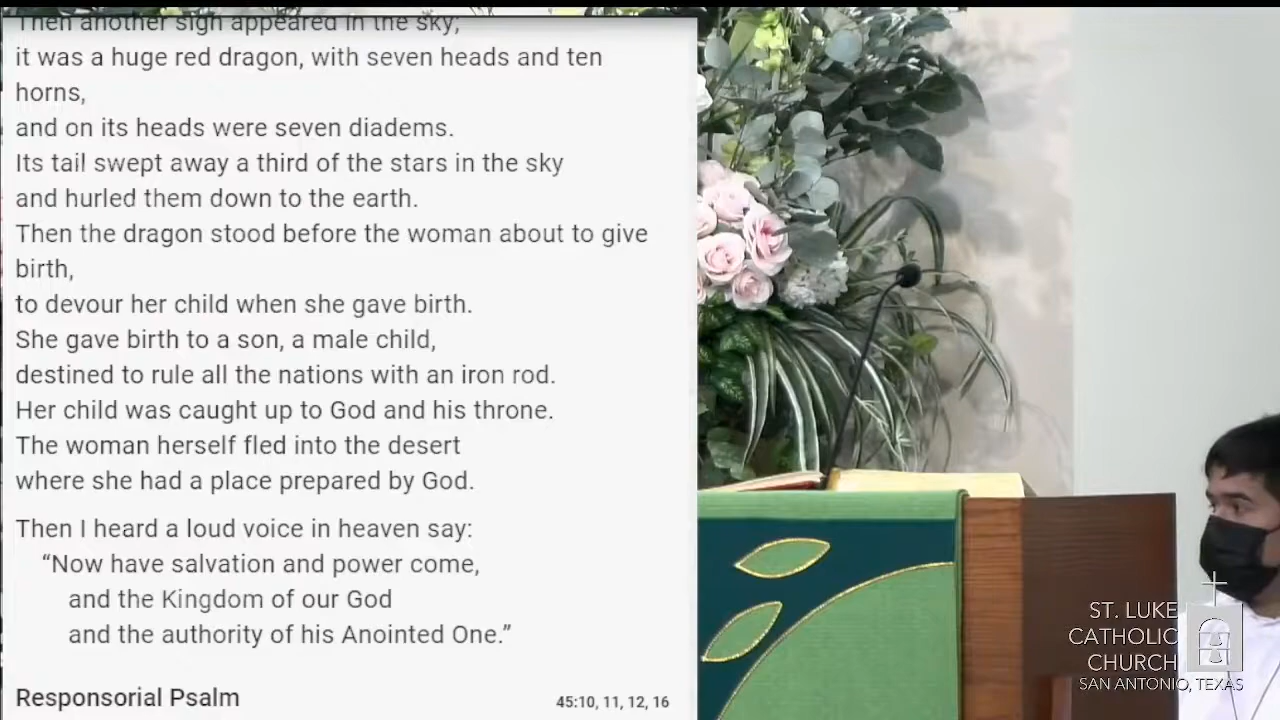 Then another sign appeared in the sky;
it was a huge red dragon, with seven heads and ten
horns,
and on its heads were seven diadems.
Its tail swept away a third of the stars in the sky
and hurled them down to the earth.
Then the dragon stood before the woman about to give
birth,
to devour her child when she gave birth.
She gave birth to a son, a male child,
destined to rule all the nations with an iron rod.
Her child was caught up to God and his throne.
The woman herself fled into the desert
where she had a place prepared by God.
Then I heard a loud voice in heaven say:
“Now have salvation and power come,
and the Kingdom of our God
and the authority of his Anointed One.”
Responsorial Psalm 45:10, 11, 12, 16
ST. LUKE
CATHOLIC
CHURCH
SAN ANTONIO, TEXAS